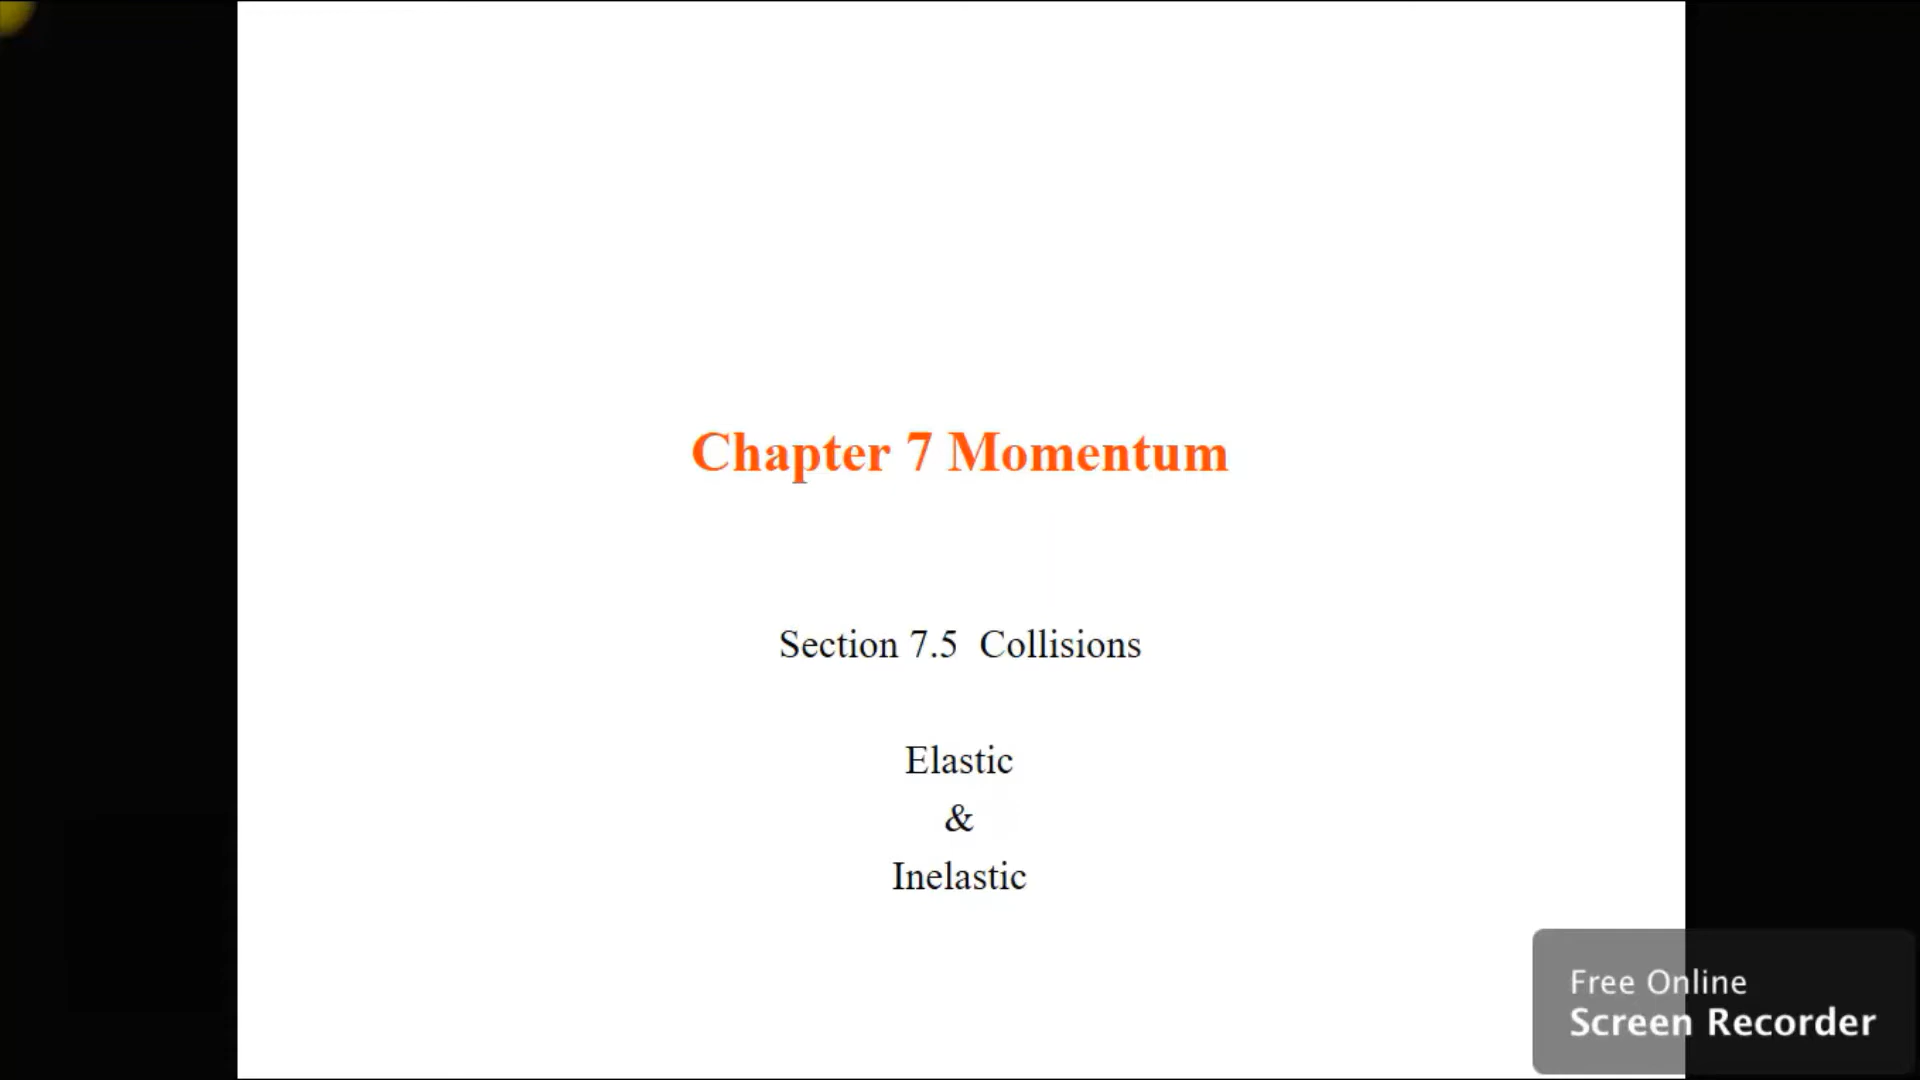 Chapter 7 Momentum
Section 7.5  Collisions
Elastic
&
Inelastic
Free Online
Screen Recorder